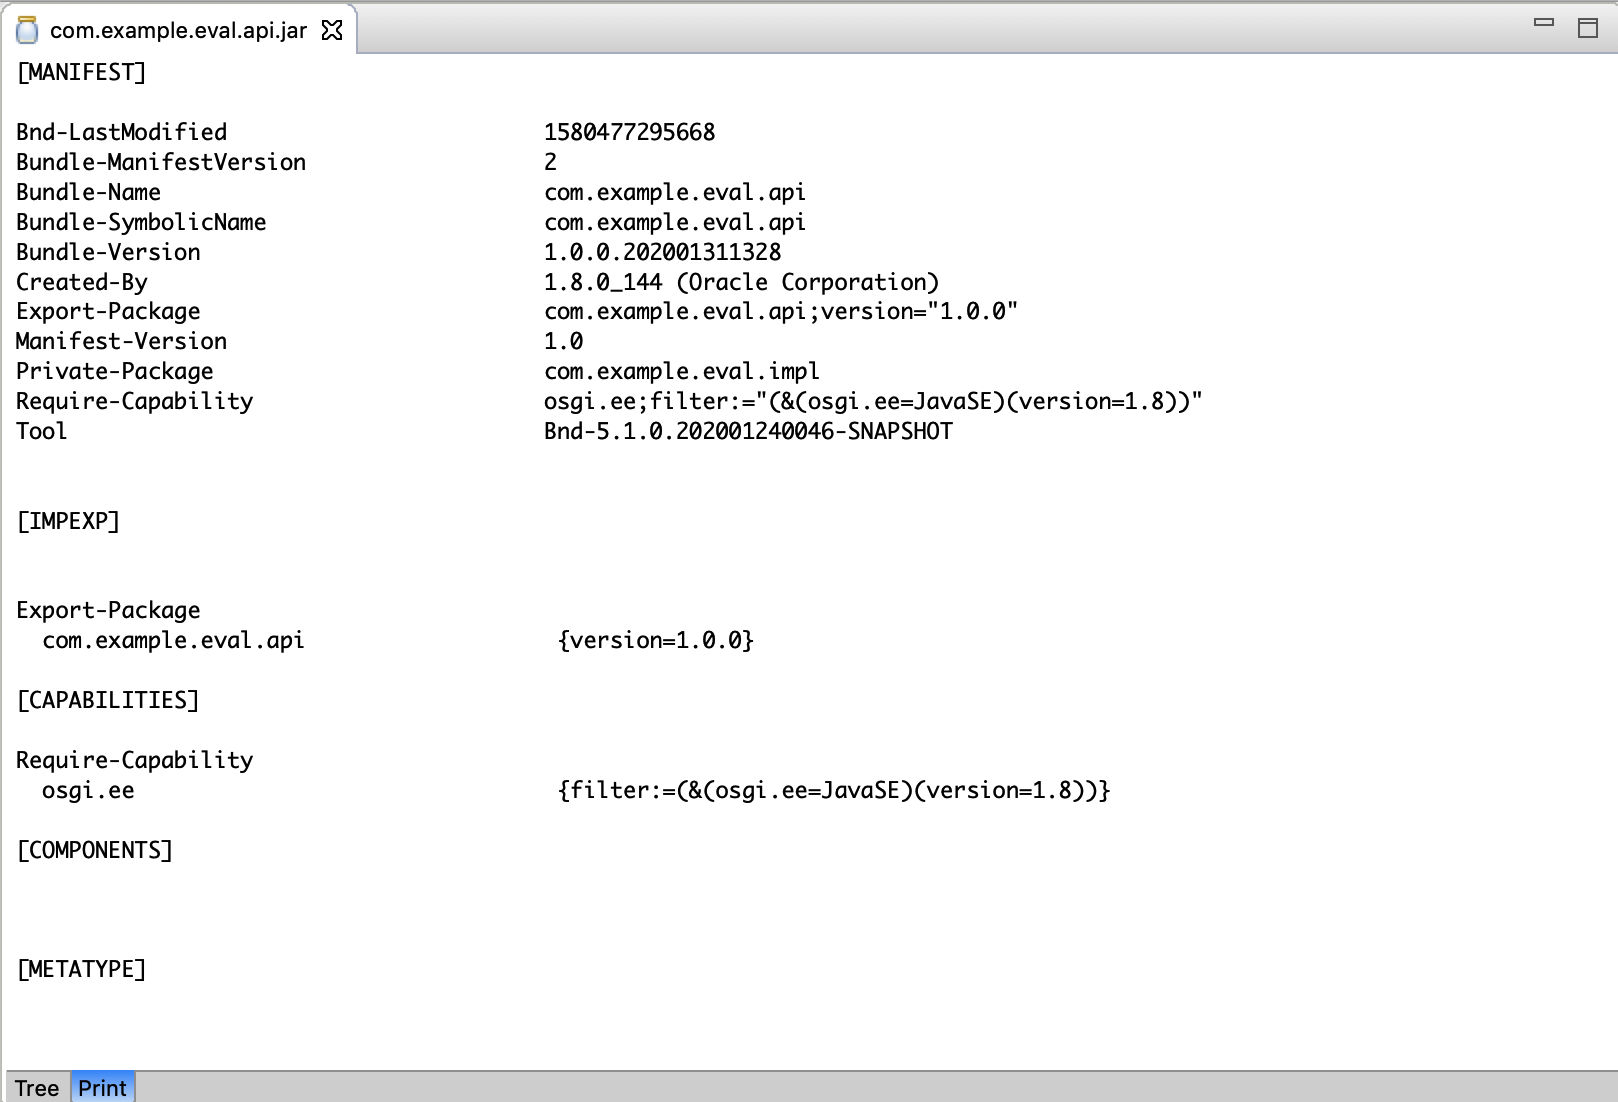 com.example.eval.api.jar
[MANIFEST]
Bnd-LastModified 1580477295668
Bundle-ManifestVersion 2
Bundle-Name com.example.eval.api
Bundle-SymbolicName com.example.eval.api
Bundle-Version 1.0.0.202001311328
Created-By 1.8.0_144 (Oracle Corporation)
Export-Package com.example.eval.api;version="1.0.0"
Manifest-Version 1.0
Private-Package com.example.eval.impl
Require-Capability osgi.ee;filter:="(&(osgi.ee=JavaSE)(version=1.8))"
Tool Bnd-5.1.0.202001240046-SNAPSHOT
[IMPEXP]
Export-Package
com.example.eval.api {version=1.0.0}
[CAPABILITIES]
Require-Capability
osgi.ee {filter:=(&(osgi.ee=JavaSE)(version=1.8))}
[COMPONENTS]
[METATYPE]
Tree Print